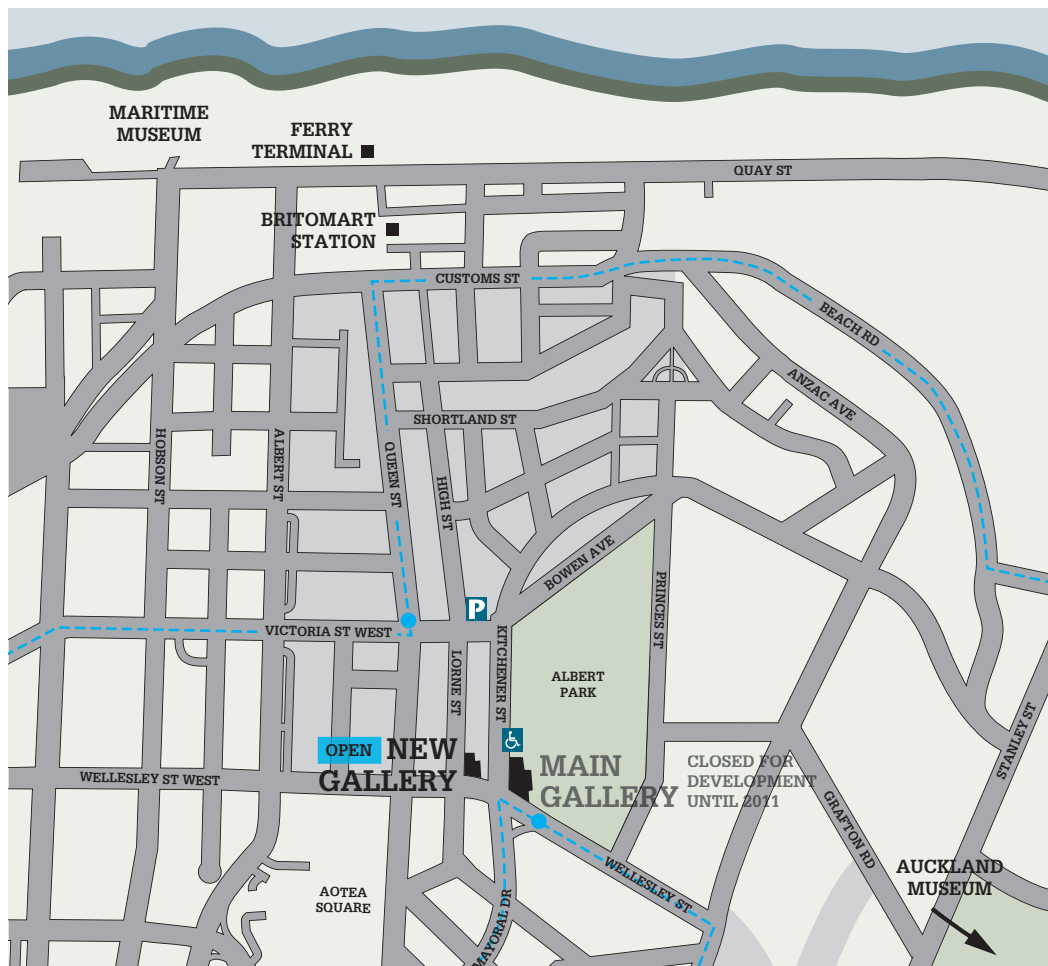 MARITIME
MUSEUM
FERRY
TERMINAL
QUAY ST
BRITOMART
STATION
CUSTOMS ST
BEACH RD
ANZAC AVE
SHORTLAND ST
HOBSON ST
ALBERT ST
QUEEN ST
HIGH ST
BOWEN AVE
PRINCES ST
P
VICTORIA ST WEST
KITCHENER ST
LORNE ST
ALBERT
PARK
OPEN
NEW
GALLERY
MAIN
GALLERY
CLOSED FOR
DEVELOPMENT
UNTIL 2011
WELLESLEY ST WEST
STANLEY ST
GRAFTON RD
AUCKLAND
MUSEUM
WELLESLEY ST
AOTEA
SQUARE
MAYORAL DR